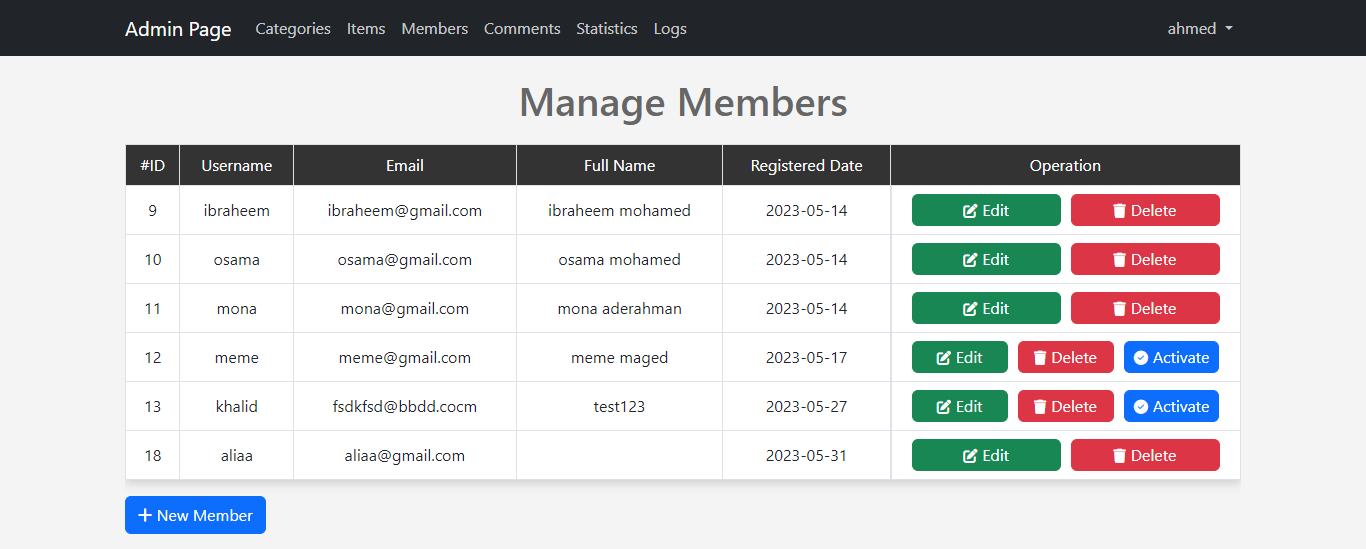 Admin Page Categories Items Members Comments Statistics Logs ahmed
Manage Members
#ID Username Email Full Name Registered Date Operation
9 ibraheem ibraheem@gmail.com ibraheem mohamed 2023-05-14 Edit Delete
10 osama osama@gmail.com osama mohamed 2023-05-14 Edit Delete
11 mona mona@gmail.com mona aderahman 2023-05-14 Edit Delete
12 meme meme@gmail.com meme maged 2023-05-17 Edit Delete Activate
13 khalid fsdkfsd@bbdd.cocm test123 2023-05-27 Edit Delete Activate
18 aliaa aliaa@gmail.com 2023-05-31 Edit Delete
+ New Member